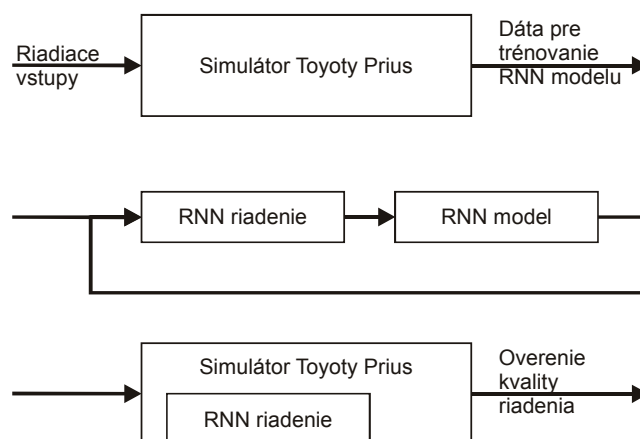 Riadiace
vstupy
Simulátor Toyoty Prius
Dáta pre
trénovanie
RNN modelu
RNN riadenie
RNN model
Simulátor Toyoty Prius
RNN riadenie
Overenie
kvality
riadenia